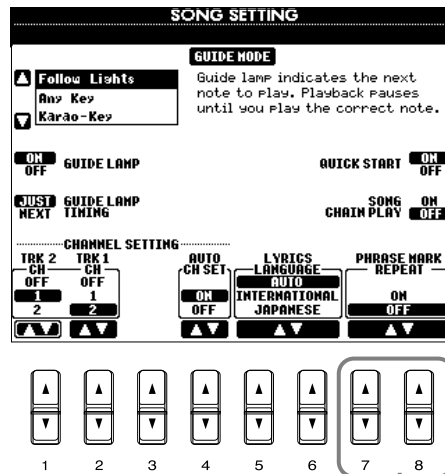 SONG SETTING
GUIDE MODE
Follow Lights
Any Key
Karao-Key
Guide lamp indicates the next
note to play. Playback pauses
until you play the correct note.
ON
OFF
GUIDE LAMP
QUICK START
ON
OFF
JUST
NEXT
GUIDE LAMP
TIMING
SONG
CHAIN PLAY
ON
OFF
CHANNEL SETTING
TRK 2
CH
OFF
1
2
TRK 1
CH
OFF
1
2
AUTO
CH SET
ON
OFF
LYRICS
LANGUAGE
AUTO
INTERNATIONAL
JAPANESE
PHRASE MARK
REPEAT
ON
OFF
1 2 3 4 5 6 7 8